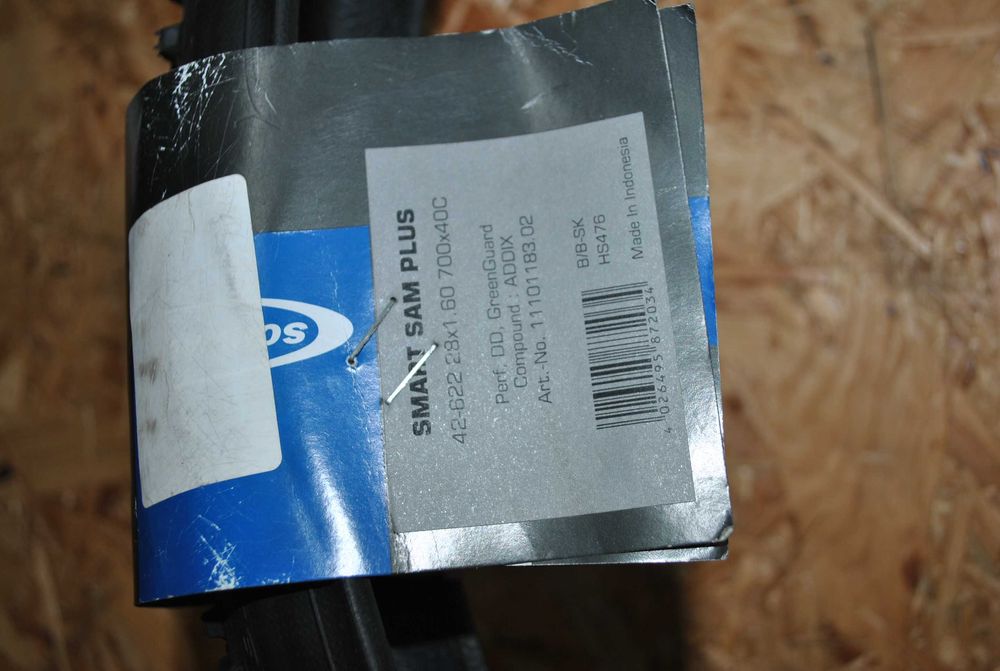 SMART SAM PLUS
42-622 28x1.60 700x40C
Perf, DD, GreenGuard
Compound : ADDIX
Art.-No. 11101183.02
B/B-SK
HS476
Made In Indonesia
4 026495 872034